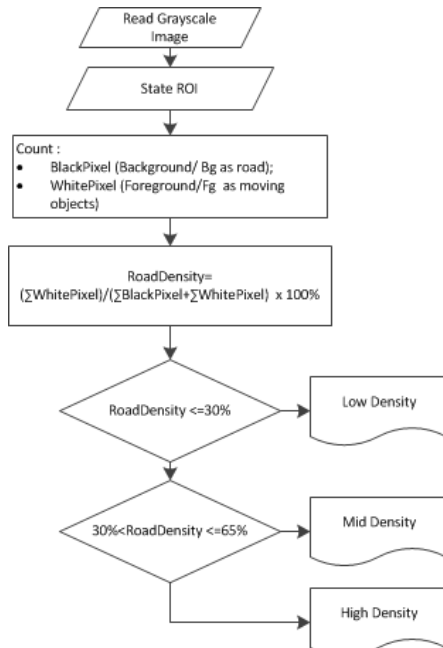 Read Grayscale
Image
State ROI
Count :
• BlackPixel (Background/ Bg as road);
• WhitePixel (Foreground/Fg as moving
objects)
RoadDensity=
(∑WhitePixel)/(∑BlackPixel+∑WhitePixel) x 100%
RoadDensity <=30%
Low Density
30%<RoadDensity <=65%
Mid Density
High Density